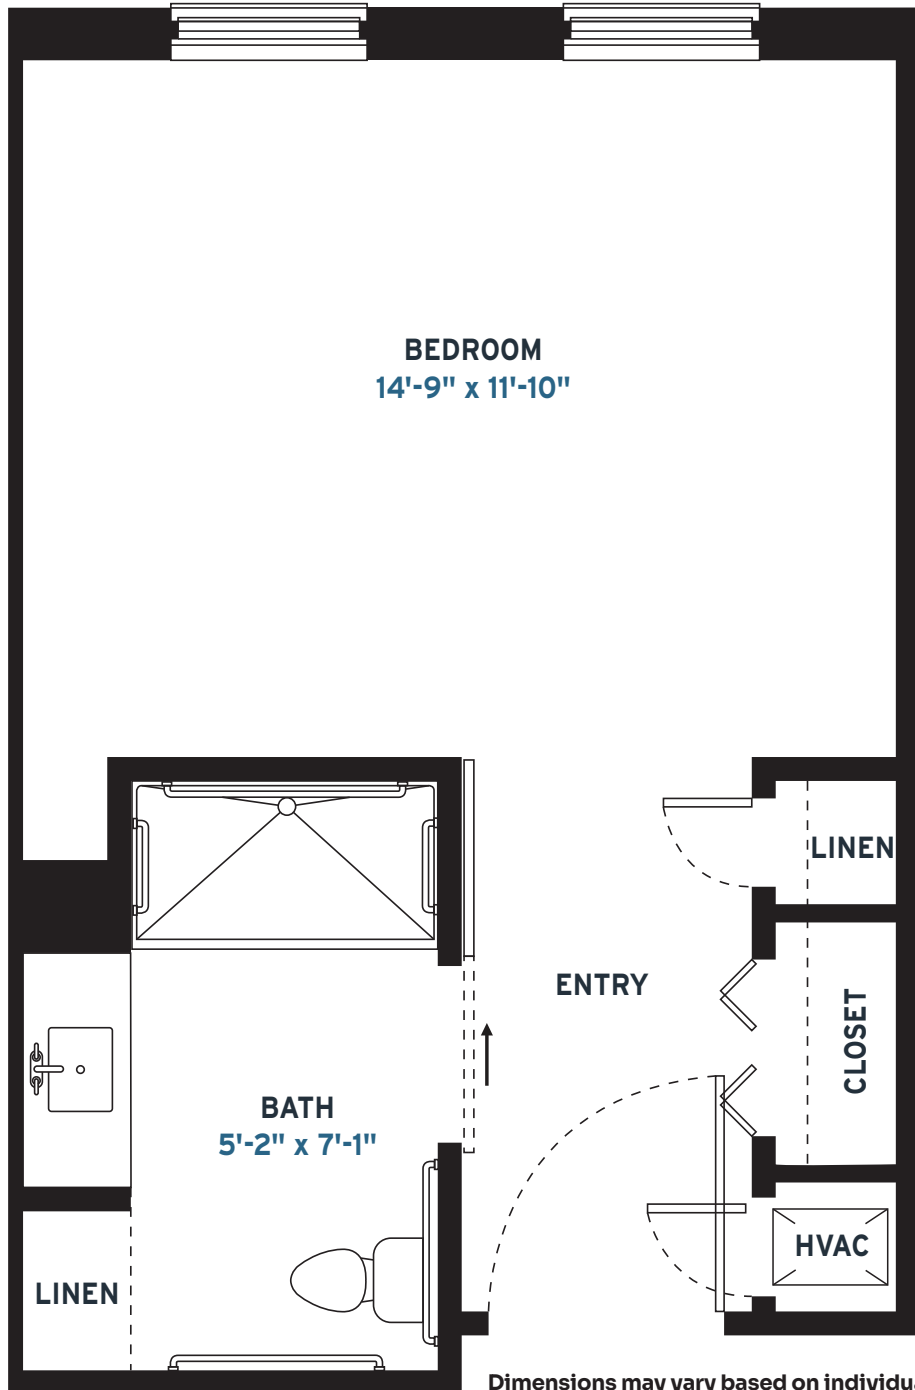 BEDROOM
14'-9" x 11'-10"
LINEN
ENTRY
CLOSET
BATH
5'-2" x 7'-1"
HVAC
LINEN
Dimensions may vary based on